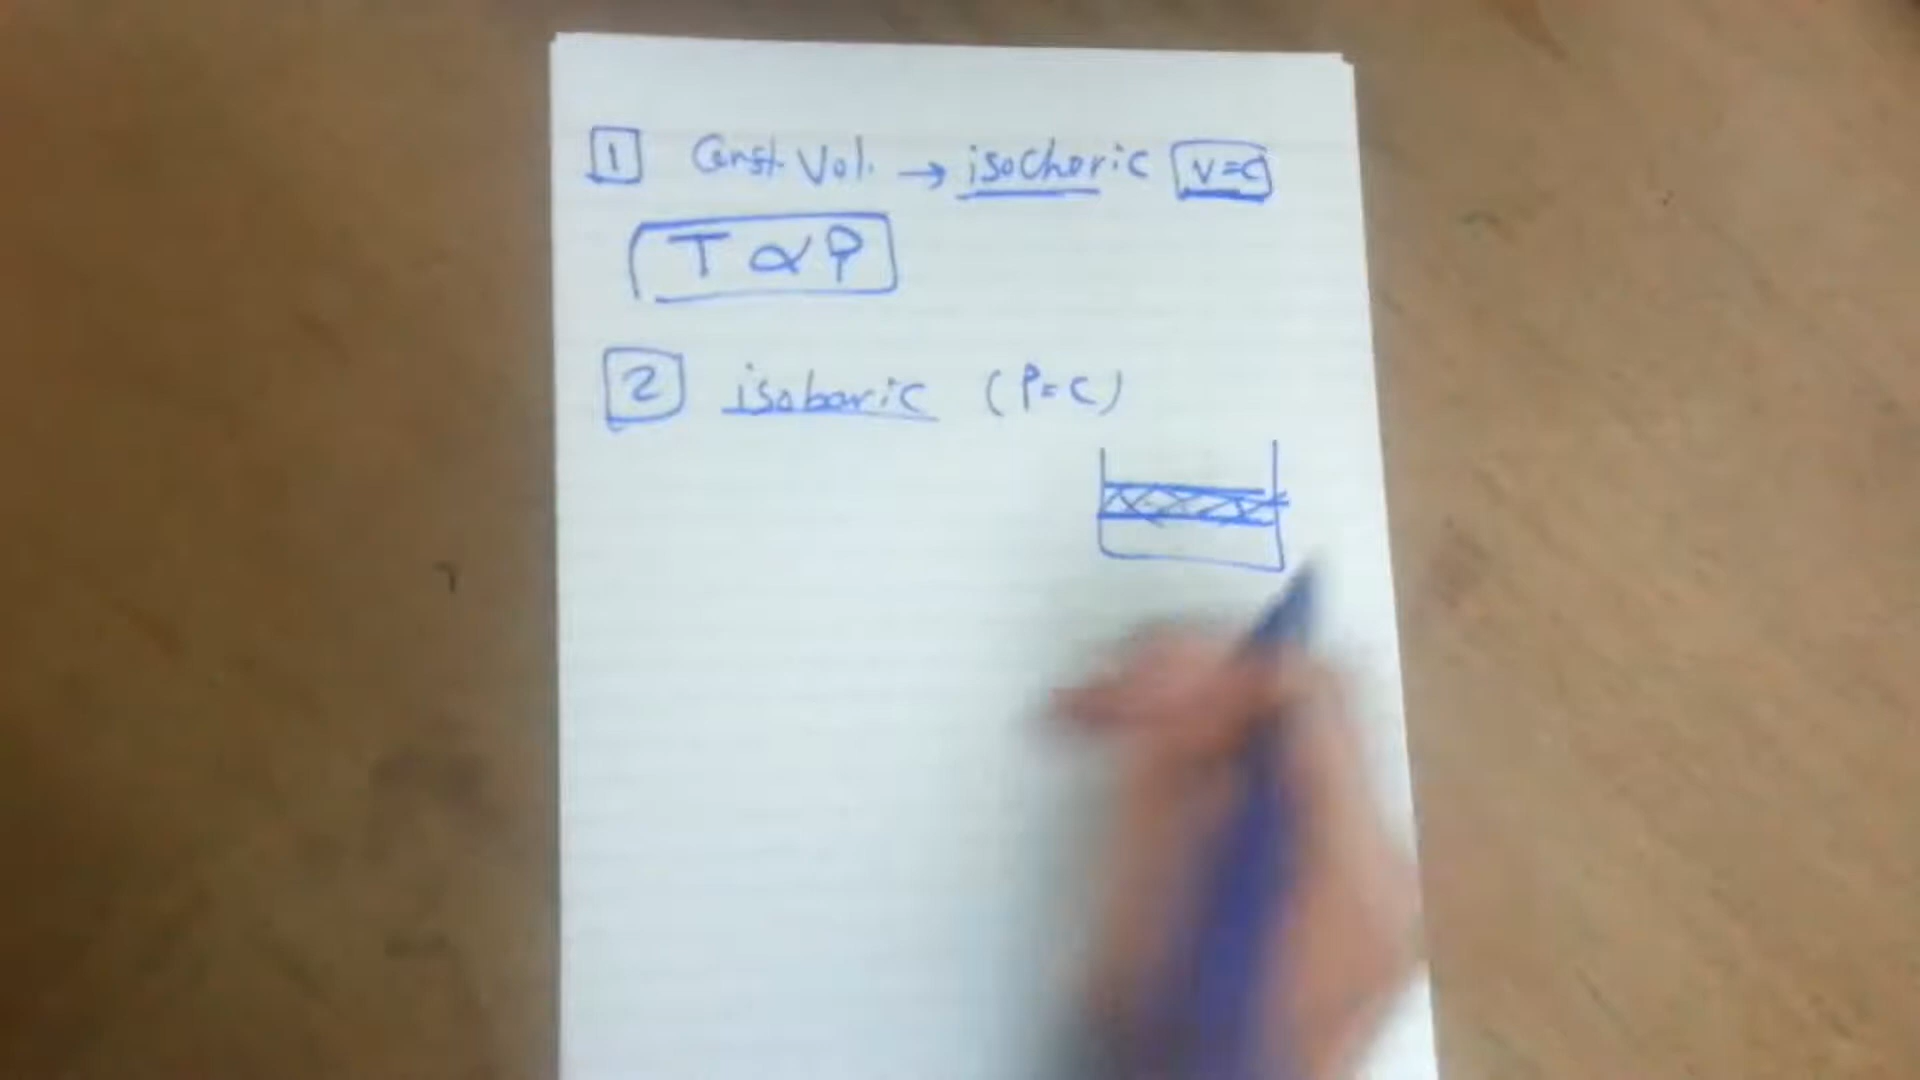 1 Const. Vol. → isochoric V=C
T α P
2 isobaric (P=C)